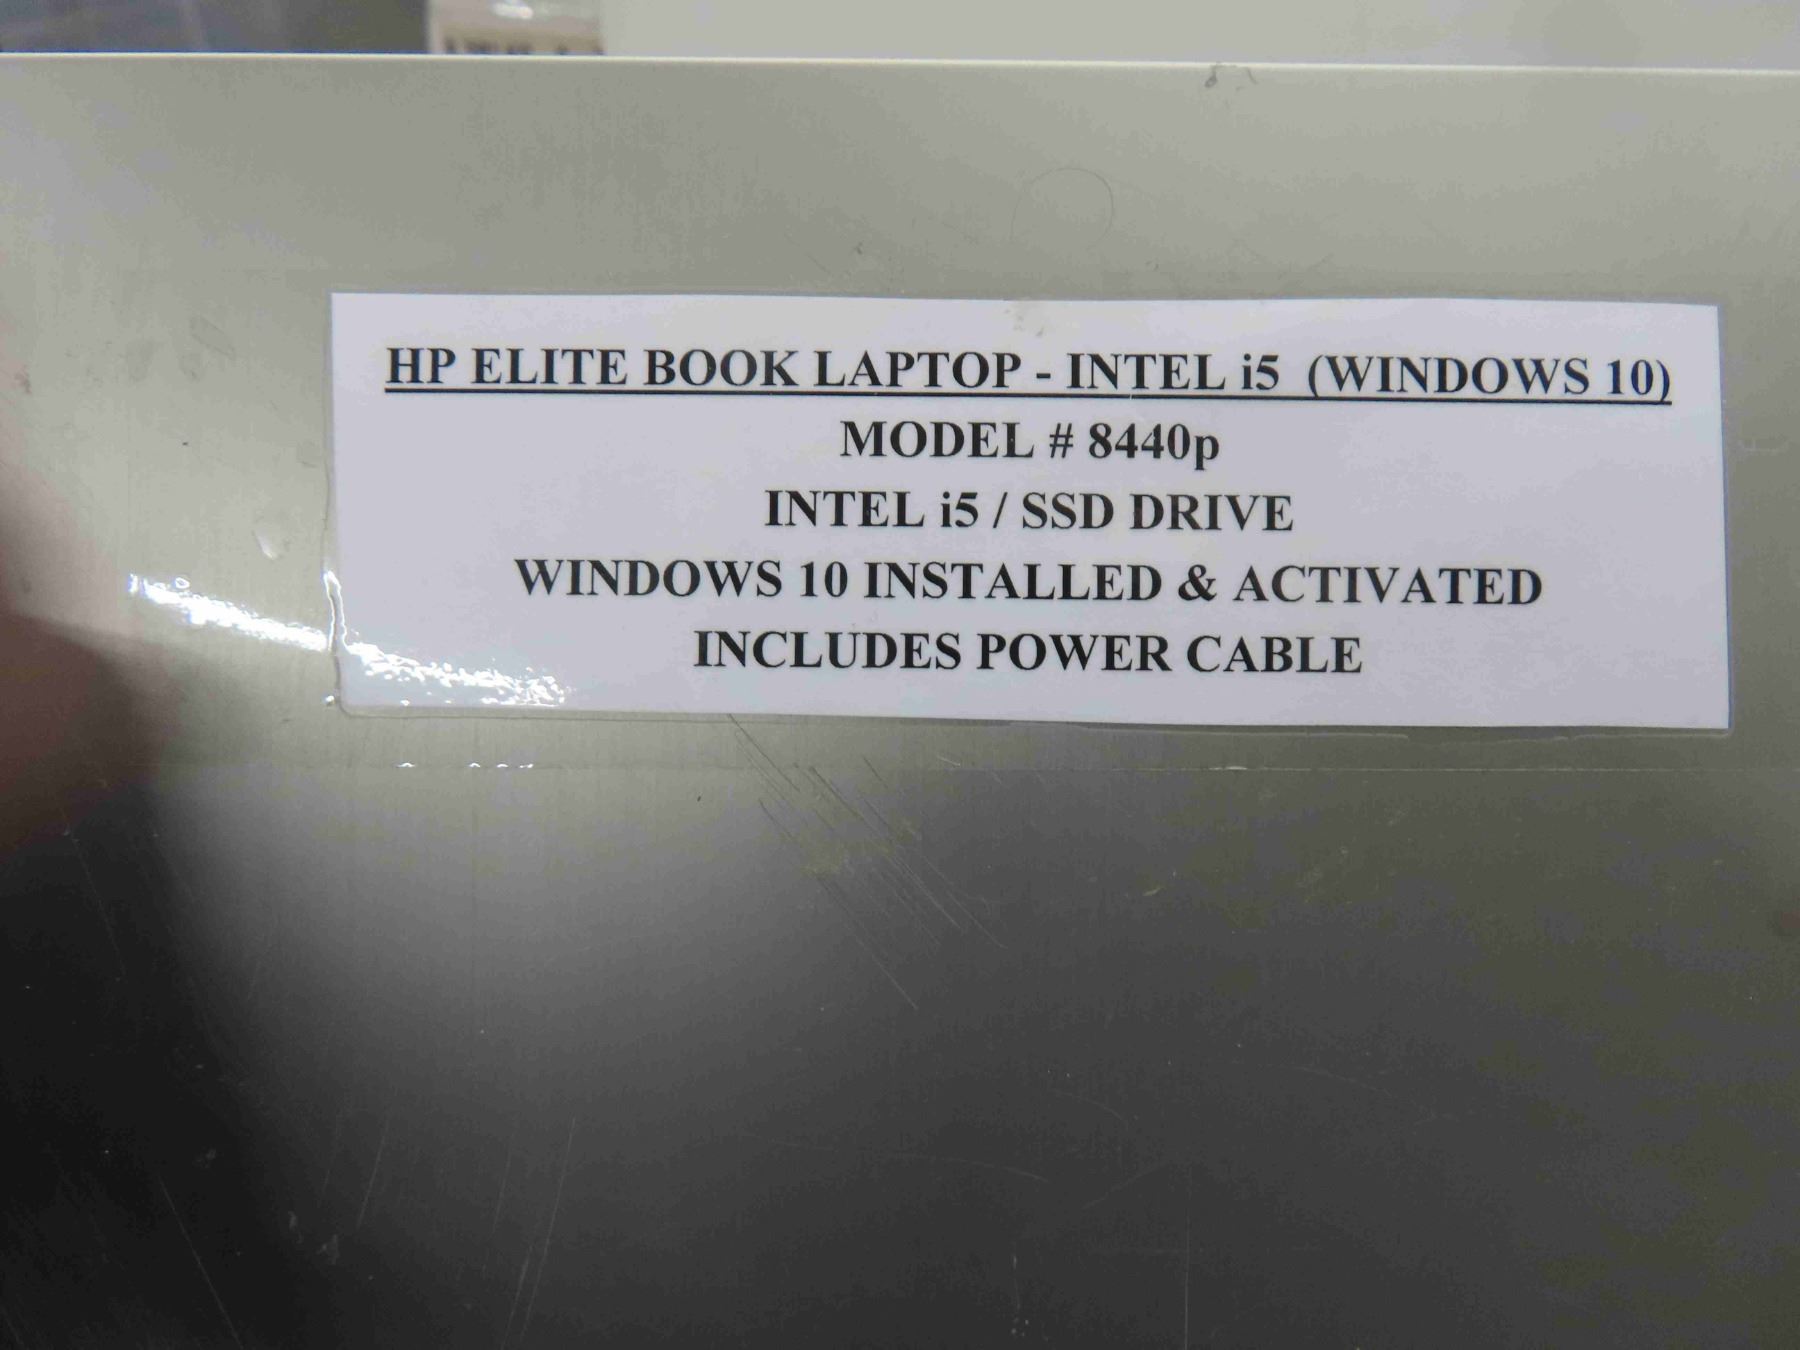 HP ELITE BOOK LAPTOP - INTEL i5 (WINDOWS 10)
MODEL # 8440p
INTEL i5 / SSD DRIVE
WINDOWS 10 INSTALLED & ACTIVATED
INCLUDES POWER CABLE